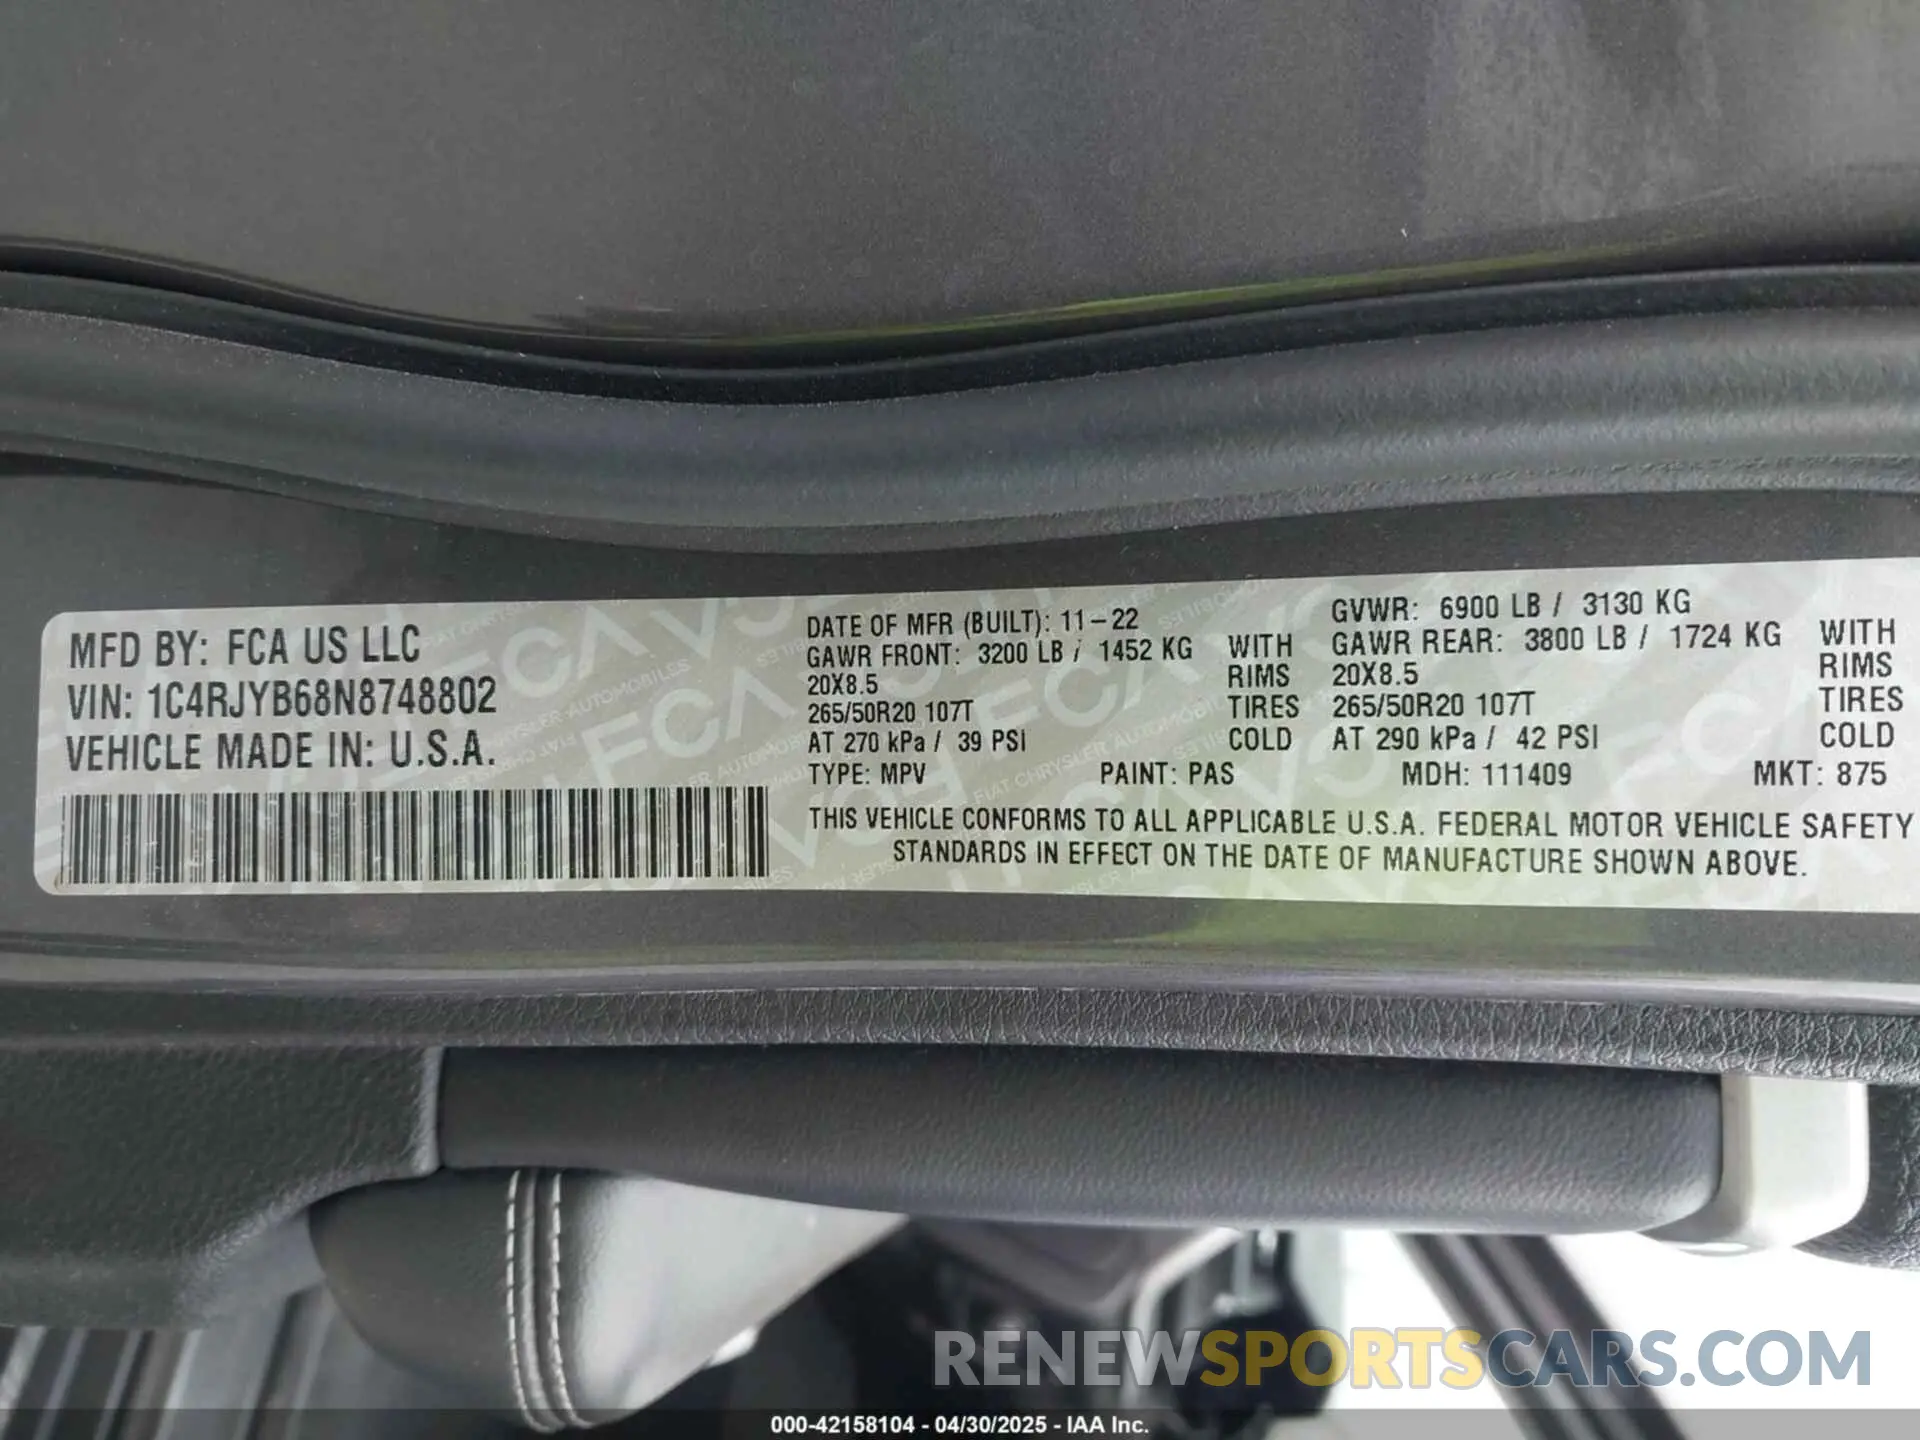 MFD BY: FCA US LLC
VIN: 1C4RJYB68N8748802
VEHICLE MADE IN: U.S.A.
DATE OF MFR (BUILT): 11-22
GAWR FRONT: 3200 LB / 1452 KG WITH
20X8.5 RIMS
265/50R20 107T TIRES
AT 270 kPa / 39 PSI COLD
GVWR: 6900 LB / 3130 KG
GAWR REAR: 3800 LB / 1724 KG WITH
20X8.5 RIMS
265/50R20 107T TIRES
AT 290 kPa / 42 PSI COLD
TYPE: MPV PAINT: PAS MDH: 111409 MKT: 875
THIS VEHICLE CONFORMS TO ALL APPLICABLE U.S.A. FEDERAL MOTOR VEHICLE SAFETY
STANDARDS IN EFFECT ON THE DATE OF MANUFACTURE SHOWN ABOVE.
RENEWSPORTSCARS.COM
000-42158104 - 04/30/2025 - IAA Inc.